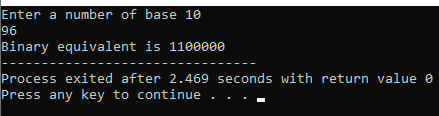 Enter a number of base 10
96
Binary equivalent is 1100000
--------------------------------
Process exited after 2.469 seconds with return value 0
Press any key to continue . . .